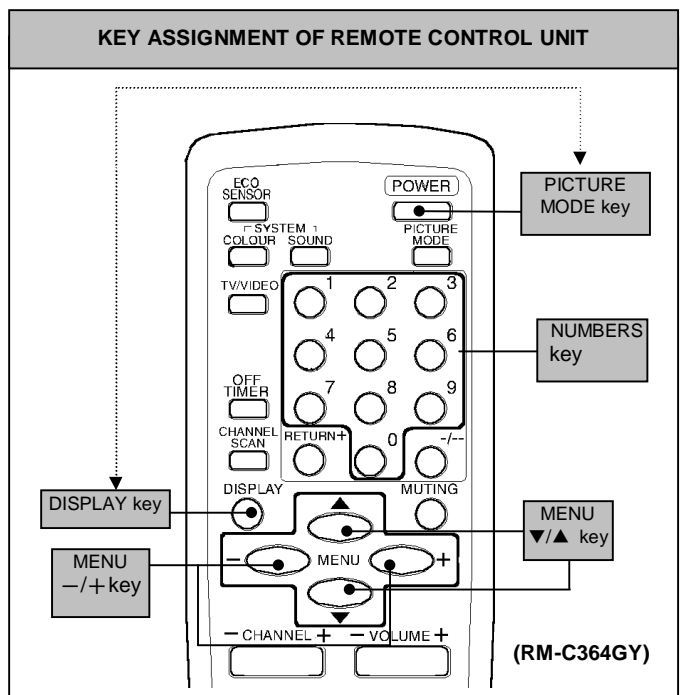 KEY ASSIGNMENT OF REMOTE CONTROL UNIT
ECO
SENSOR
POWER
PICTURE
MODE key
SYSTEM
COLOUR SOUND
PICTURE
MODE
TV/VIDEO
1 2 3
4 5 6
NUMBERS
key
OFF
TIMER
7 8 9
CHANNEL
SCAN
RETURN+ 0 -/--
DISPLAY
MUTING
DISPLAY key
▲
MENU
▼/▲ key
MENU
−/+key
− MENU +
▼
− CHANNEL + − VOLUME +
(RM-C364GY)